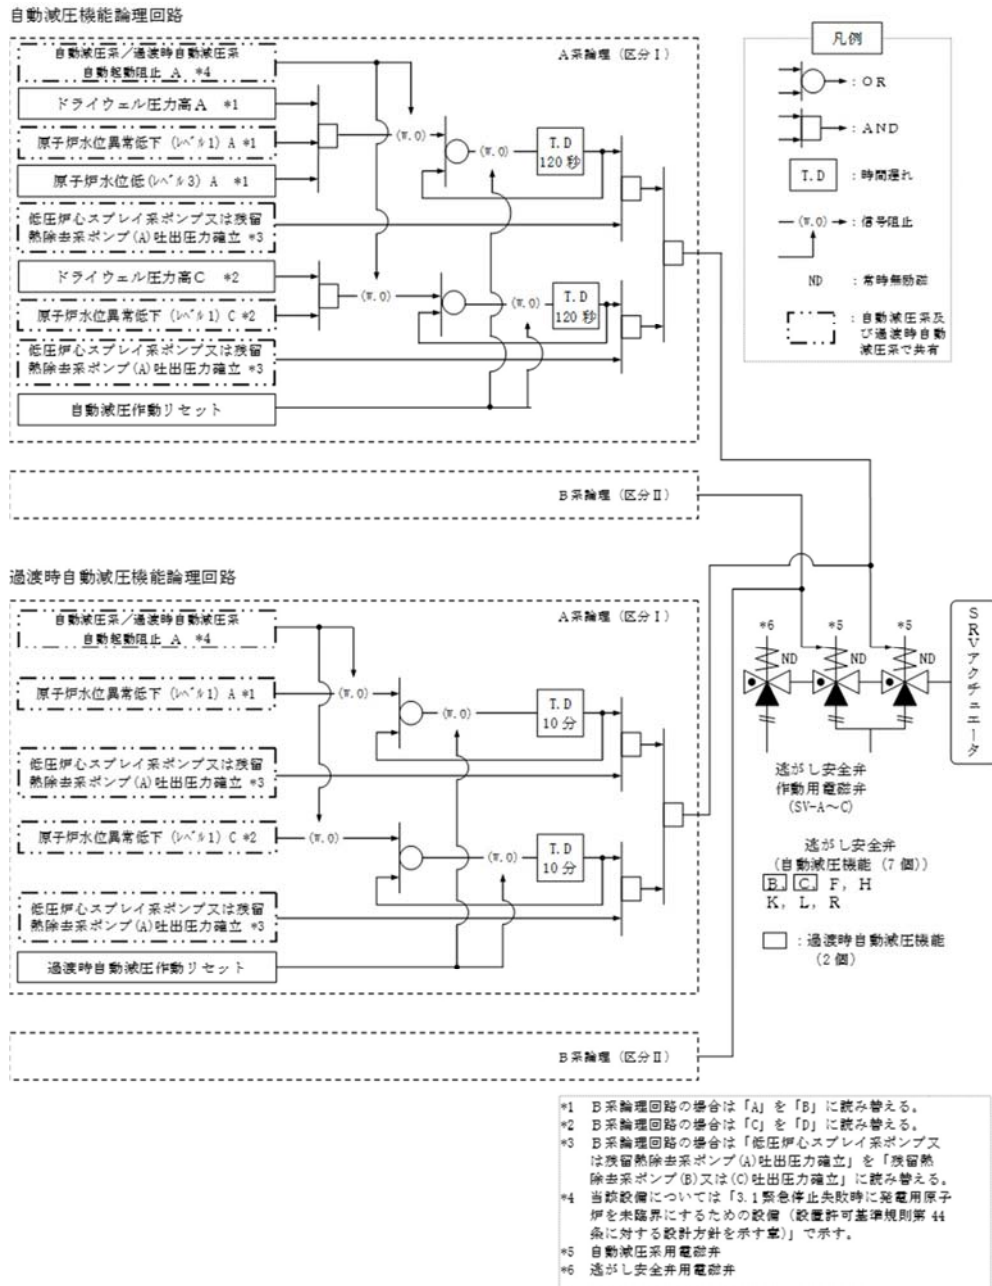 自動減圧機能論理回路
A系論理 (区分Ⅰ)
自動減圧系／過渡時自動減圧系
自動起動阻止 A *4
ドライウェル圧力高A *1
原子炉水位異常低下 (ﾚﾍﾞﾙ1) A *1
原子炉水位低(ﾚﾍﾞﾙ3) A *1
低圧炉心スプレイ系ポンプ又は残留
熱除去系ポンプ(A)吐出圧力確立 *3
ドライウェル圧力高C *2
原子炉水位異常低下 (ﾚﾍﾞﾙ1) C *2
低圧炉心スプレイ系ポンプ又は残留
熱除去系ポンプ(A)吐出圧力確立 *3
自動減圧作動リセット
(W.O)
(W.O)
T.D
120秒
(W.O)
(W.O)
T.D
120秒
凡例
: OR
: AND
T.D : 時間遅れ
(W.O) : 信号阻止
ND : 常時無励磁
: 自動減圧系及
び過渡時自動
減圧系で共有
B系論理 (区分Ⅱ)
過渡時自動減圧機能論理回路
A系論理 (区分Ⅰ)
自動減圧系／過渡時自動減圧系
自動起動阻止 A *4
原子炉水位異常低下 (ﾚﾍﾞﾙ1) A *1
低圧炉心スプレイ系ポンプ又は残留
熱除去系ポンプ(A)吐出圧力確立 *3
原子炉水位異常低下 (ﾚﾍﾞﾙ1) C *2
低圧炉心スプレイ系ポンプ又は残留
熱除去系ポンプ(A)吐出圧力確立 *3
過渡時自動減圧作動リセット
(W.O)
(W.O)
T.D
10分
(W.O)
(W.O)
T.D
10分
B系論理 (区分Ⅱ)
*6 *5 *5
ND ND ND
SRVアクチュエータ
逃がし安全弁
作動用電磁弁
(SV-A～C)
逃がし安全弁
(自動減圧機能 (7個))
B, C, F, H
K, L, R
: 過渡時自動減圧機能
(2個)
*1 B系論理回路の場合は「A」を「B」に読み替える。
*2 B系論理回路の場合は「C」を「D」に読み替える。
*3 B系論理回路の場合は「低圧炉心スプレイ系ポンプ又
は残留熱除去系ポンプ(A)吐出圧力確立」を「残留熱
除去系ポンプ(B)又は(C)吐出圧力確立」に読み替える。
*4 当該設備については「3.1緊急停止失敗時に発電用原子
炉を未臨界にするための設備（設置許可基準規則第 44
条に対する設計方針を示す章）」で示す。
*5 自動減圧系用電磁弁
*6 逃がし安全弁用電磁弁